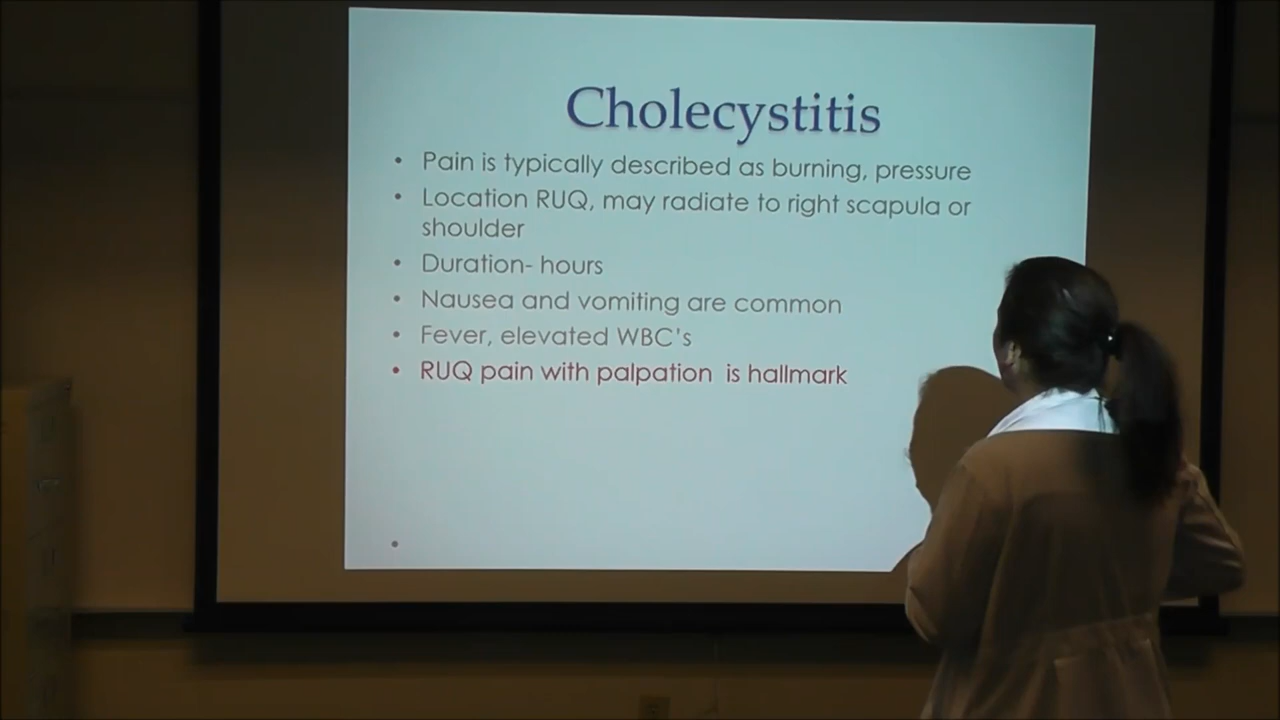 Cholecystitis
• Pain is typically described as burning, pressure
• Location RUQ, may radiate to right scapula or
shoulder
• Duration- hours
• Nausea and vomiting are common
• Fever, elevated WBC's
• RUQ pain with palpation is hallmark
•